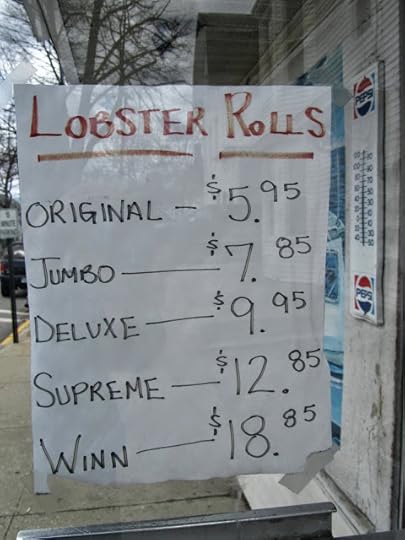 LOBSTER ROLLS
ORIGINAL — $5.95
JUMBO — $7.85
DELUXE — $9.95
SUPREME — $12.85
WINN — $18.85
PEPSI
PEPSI